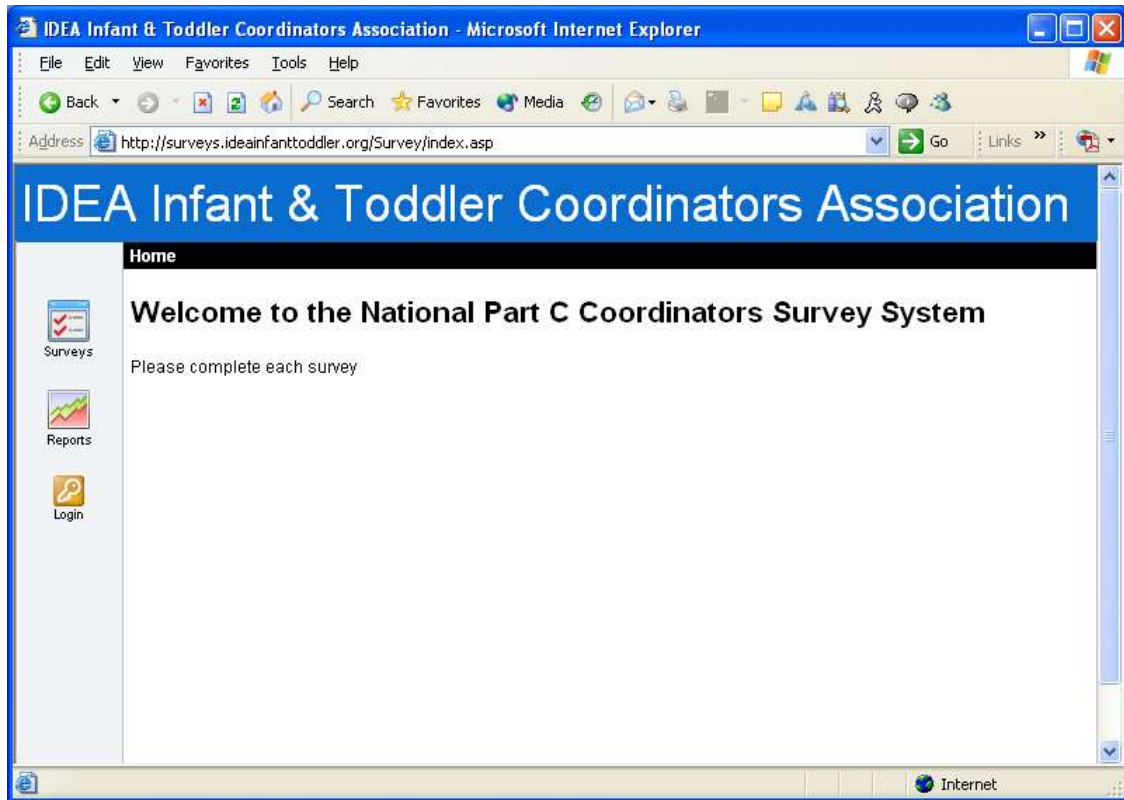 IDEA Infant & Toddler Coordinators Association - Microsoft Internet Explorer
File Edit View Favorites Tools Help
Back Search Favorites Media
Address http://surveys.ideainfanttoddler.org/Survey/index.asp Go Links »
IDEA Infant & Toddler Coordinators Association
Home
Welcome to the National Part C Coordinators Survey System
Surveys
Please complete each survey
Reports
Login
Internet